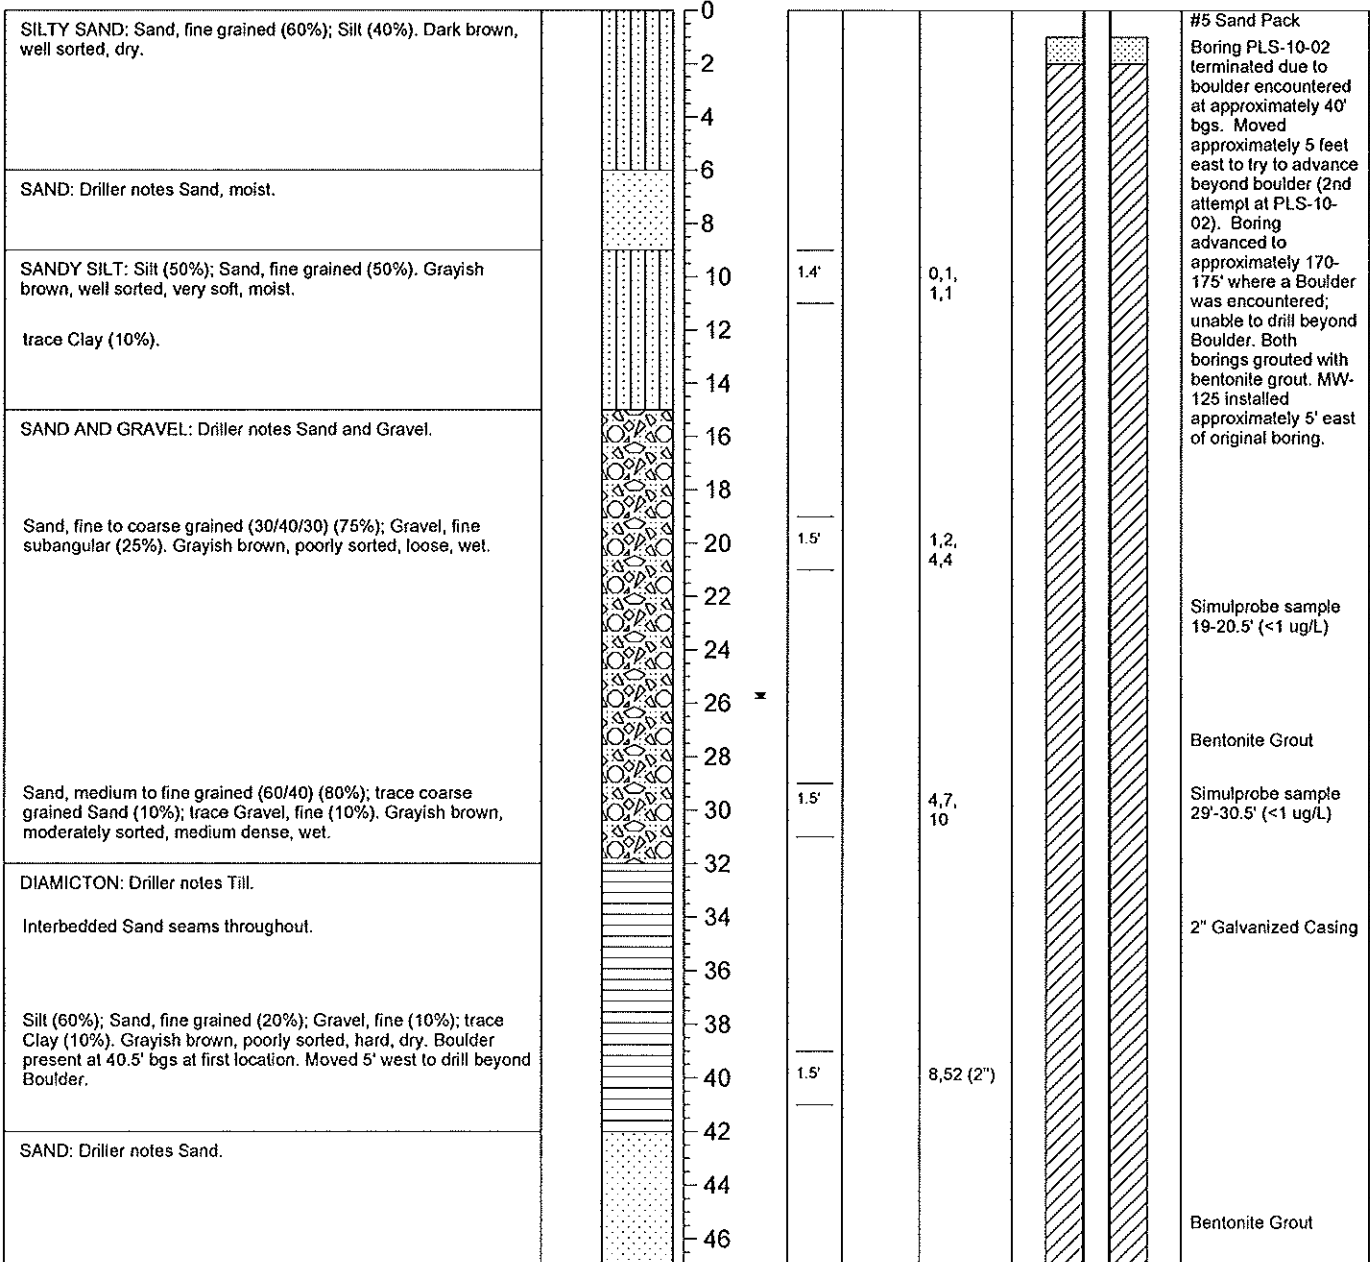 SILTY SAND: Sand, fine grained (60%); Silt (40%). Dark brown,
well sorted, dry.
SAND: Driller notes Sand, moist.
SANDY SILT: Silt (50%); Sand, fine grained (50%). Grayish
brown, well sorted, very soft, moist.
trace Clay (10%).
SAND AND GRAVEL: Driller notes Sand and Gravel.
Sand, fine to coarse grained (30/40/30) (75%); Gravel, fine
subangular (25%). Grayish brown, poorly sorted, loose, wet.
Sand, medium to fine grained (60/40) (80%); trace coarse
grained Sand (10%); trace Gravel, fine (10%). Grayish brown,
moderately sorted, medium dense, wet.
DIAMICTON: Driller notes Till.
Interbedded Sand seams throughout.
Silt (60%); Sand, fine grained (20%); Gravel, fine (10%); trace
Clay (10%). Grayish brown, poorly sorted, hard, dry. Boulder
present at 40.5' bgs at first location. Moved 5' west to drill beyond
Boulder.
SAND: Driller notes Sand.
0
2
4
6
8
10
12
14
16
18
20
22
24
26
28
30
32
34
36
38
40
42
44
46
1.4'
1.5'
1.5'
1.5'
0,1,
1,1
1,2,
4,4
4,7,
10
8,52 (2")
#5 Sand Pack
Boring PLS-10-02
terminated due to
boulder encountered
at approximately 40'
bgs. Moved
approximately 5 feet
east to try to advance
beyond boulder (2nd
attempt at PLS-10-
02). Boring
advanced to
approximately 170-
175' where a Boulder
was encountered;
unable to drill beyond
Boulder. Both
borings grouted with
bentonite grout. MW-
125 installed
approximately 5' east
of original boring.
Simulprobe sample
19-20.5' (<1 ug/L)
Bentonite Grout
Simulprobe sample
29'-30.5' (<1 ug/L)
2" Galvanized Casing
Bentonite Grout